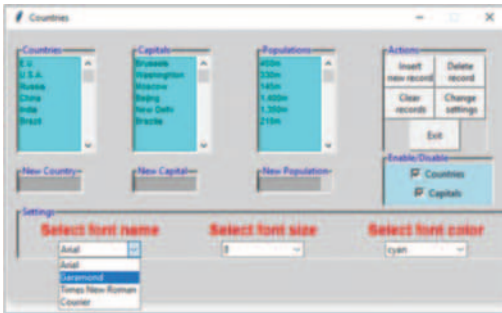 Countries
Countries Capitals Populations Actions
E.U. Brussels 400m Insert new record Delete record
U.S.A. Washington 330m
Russia Moscow 145m
China Beijing 1.400m Clear records Change settings
India New Delhi 1.350m
Brazil Brazilia 210m Exit
Enable/Disable
New Country New Capital New Population Countries
Capitals
Settings
Select font name Select font size Select font color
Arial 8 cyan
Arial
Garamond
Times New Roman
Courier